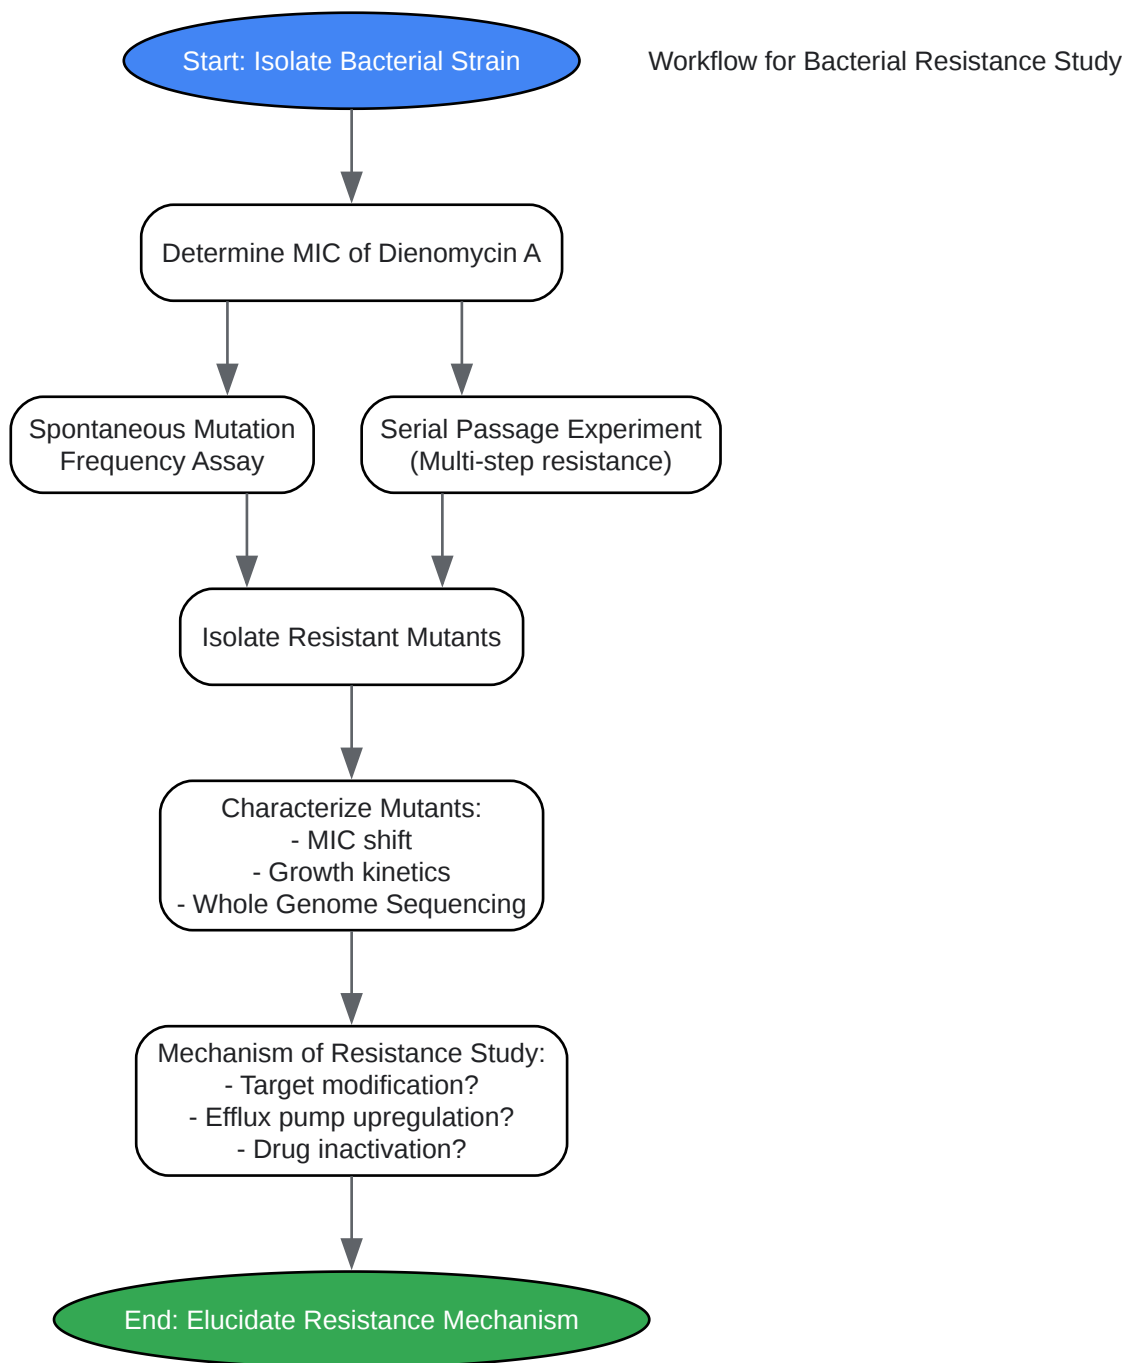 Start: Isolate Bacterial Strain
Workflow for Bacterial Resistance Study
Determine MIC of Dienomycin A
Spontaneous Mutation
Frequency Assay
Serial Passage Experiment
(Multi-step resistance)
Isolate Resistant Mutants
Characterize Mutants:
- MIC shift
- Growth kinetics
- Whole Genome Sequencing
Mechanism of Resistance Study:
- Target modification?
- Efflux pump upregulation?
- Drug inactivation?
End: Elucidate Resistance Mechanism